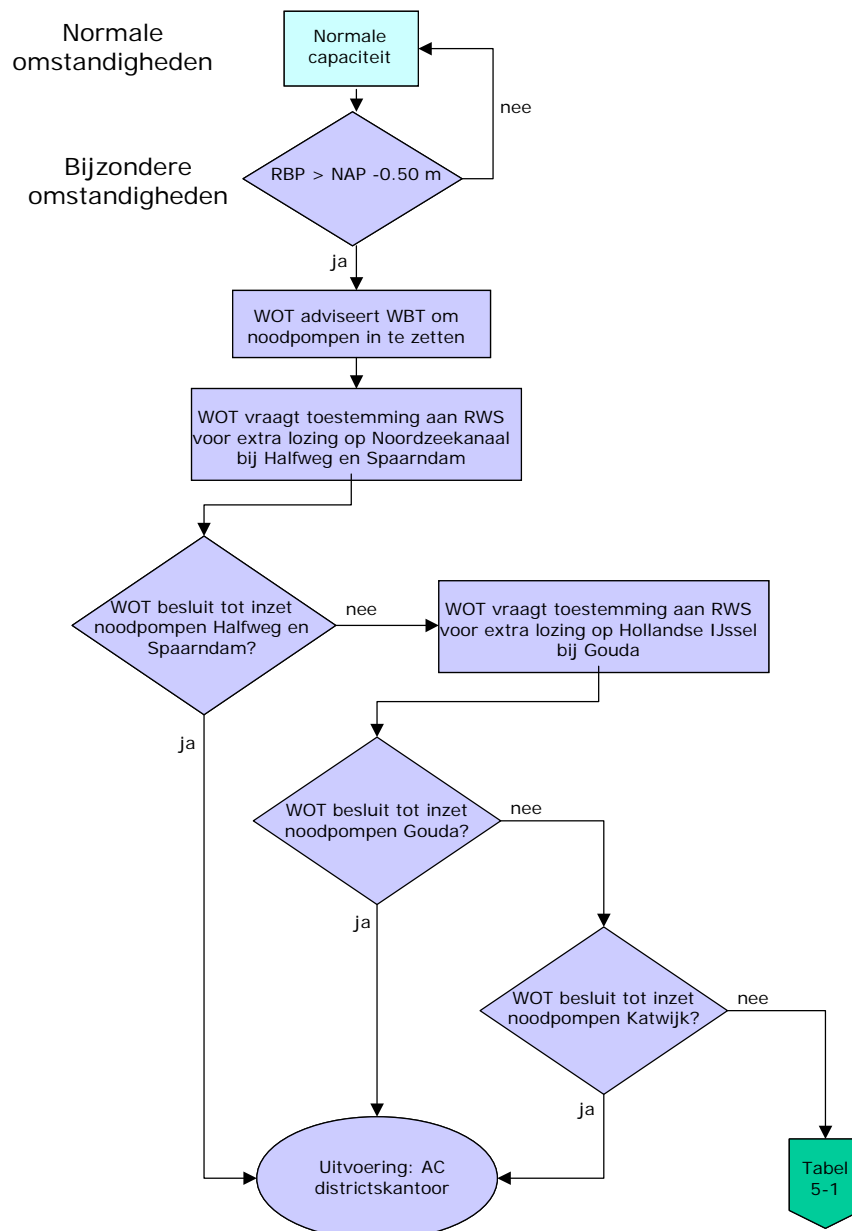 Normale
omstandigheden
Normale
capaciteit
nee
Bijzondere
omstandigheden
RBP > NAP -0.50 m
ja
WOT adviseert WBT om
noodpompen in te zetten
WOT vraagt toestemming aan RWS
voor extra lozing op Noordzeekanaal
bij Halfweg en Spaarndam
WOT besluit tot inzet
noodpompen Halfweg en
Spaarndam?
nee
WOT vraagt toestemming aan RWS
voor extra lozing op Hollandse IJssel
bij Gouda
ja
WOT besluit tot inzet
noodpompen Gouda?
nee
ja
WOT besluit tot inzet
noodpompen Katwijk?
nee
ja
Uitvoering: AC
districtskantoor
Tabel
5-1